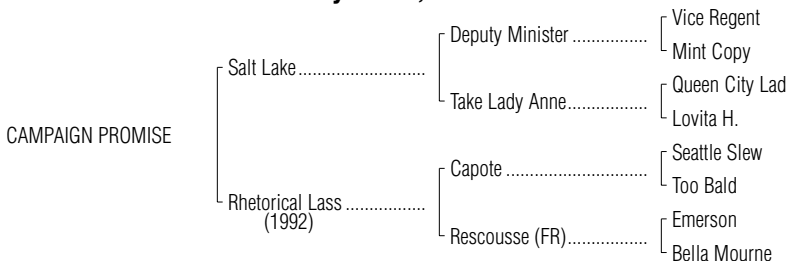 Vice Regent
Deputy Minister ................
Mint Copy
Salt Lake...........................
Queen City Lad
Take Lady Anne.................
Lovita H.
CAMPAIGN PROMISE
Seattle Slew
Capote ..............................
Too Bald
Rhetorical Lass .................
(1992)
Emerson
Rescousse (FR).................
Bella Mourne